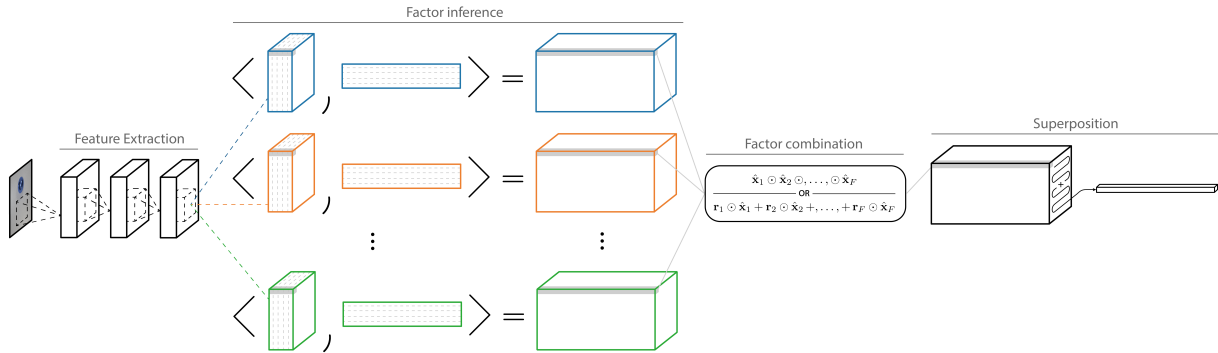 Factor inference
Feature Extraction
Factor combination
Superposition
< , > =
< , > =
< , > =
x̂₁ ⊙ x̂₂ ⊙, . . . , ⊙ x̂_F
OR
r₁ ⊙ x̂₁ + r₂ ⊙ x̂₂ +, . . . , + r_F ⊙ x̂_F
+